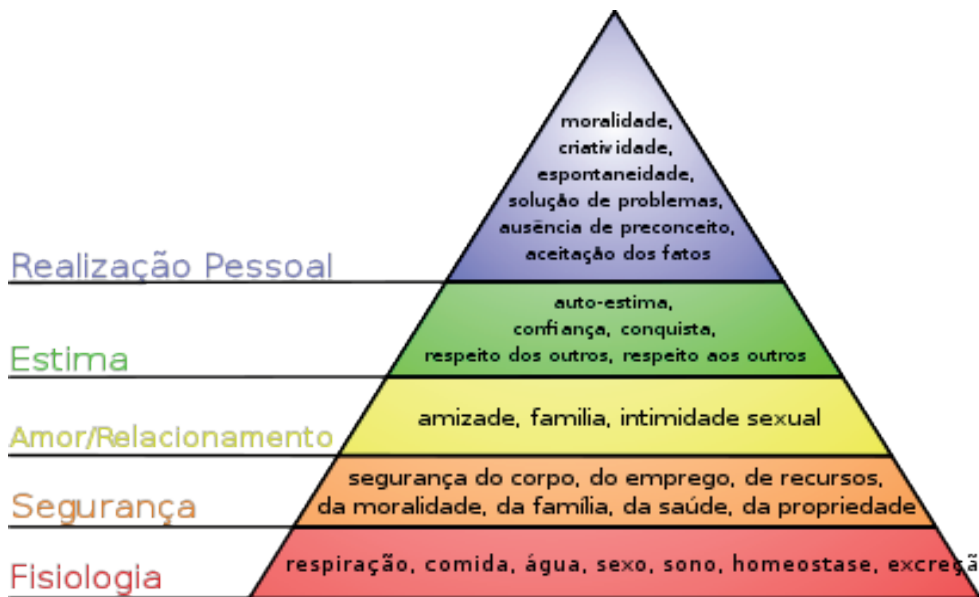 moralidade,
criatividade,
espontaneidade,
solução de problemas,
ausência de preconceito,
aceitação dos fatos
Realização Pessoal
auto-estima,
confiança, conquista,
respeito dos outros, respeito aos outros
Estima
amizade, família, intimidade sexual
Amor/Relacionamento
segurança do corpo, do emprego, de recursos,
da moralidade, da família, da saúde, da propriedade
Segurança
respiração, comida, água, sexo, sono, homeostase, excreçã
Fisiologia